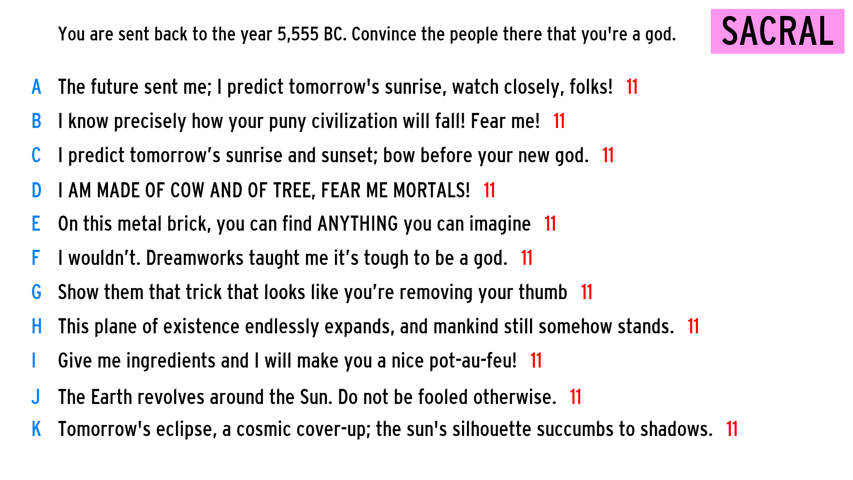 You are sent back to the year 5,555 BC. Convince the people there that you're a god.
SACRAL
A The future sent me; I predict tomorrow's sunrise, watch closely, folks! 11
B I know precisely how your puny civilization will fall! Fear me! 11
C I predict tomorrow’s sunrise and sunset; bow before your new god. 11
D I AM MADE OF COW AND OF TREE, FEAR ME MORTALS! 11
E On this metal brick, you can find ANYTHING you can imagine 11
F I wouldn’t. Dreamworks taught me it’s tough to be a god. 11
G Show them that trick that looks like you’re removing your thumb 11
H This plane of existence endlessly expands, and mankind still somehow stands. 11
I Give me ingredients and I will make you a nice pot-au-feu! 11
J The Earth revolves around the Sun. Do not be fooled otherwise. 11
K Tomorrow's eclipse, a cosmic cover-up; the sun's silhouette succumbs to shadows. 11